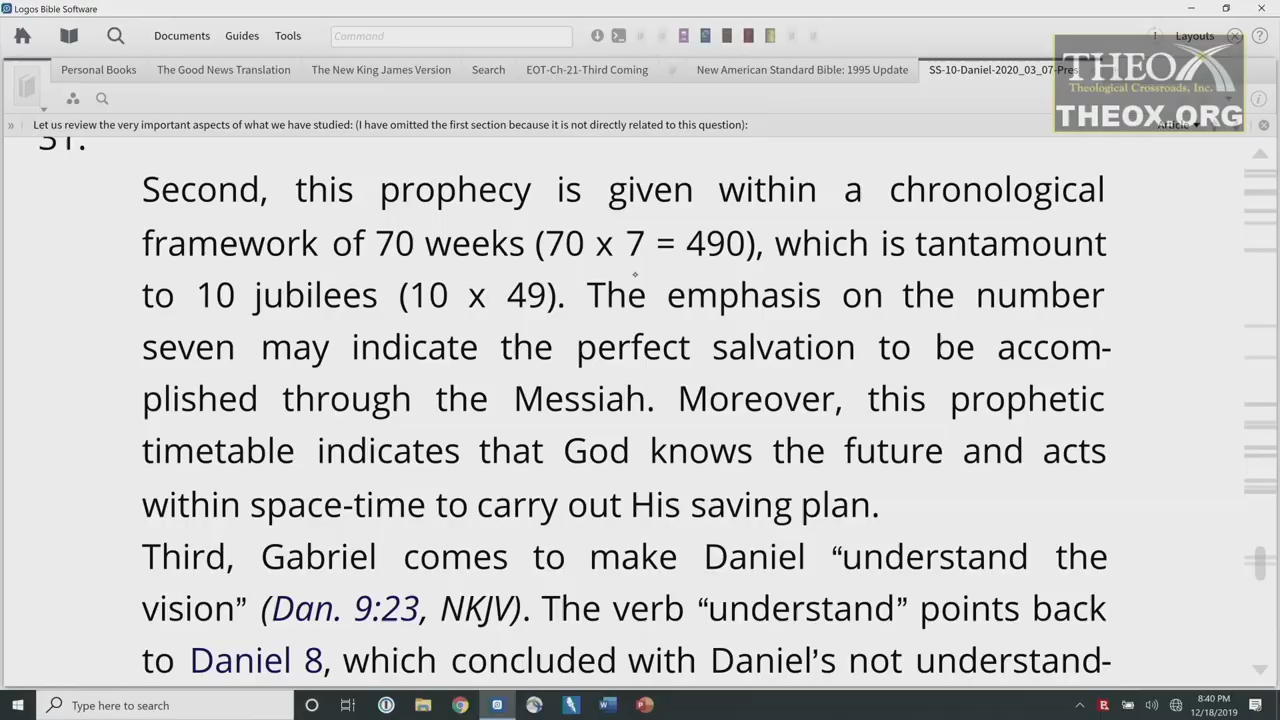 Logos Bible Software
Documents Guides Tools Command Layouts
Personal Books The Good News Translation The New King James Version Search EOT-Ch-21-Third Coming New American Standard Bible: 1995 Update SS-10-Daniel-2020_03_07-Pres
THEOX
Theological Crossroads, Inc.
THEOX.ORG
» Let us review the very important aspects of what we have studied: (I have omitted the first section because it is not directly related to this question): Article
31.
Second, this prophecy is given within a chronological
framework of 70 weeks (70 x 7 = 490), which is tantamount
to 10 jubilees (10 x 49). The emphasis on the number
seven may indicate the perfect salvation to be accom-
plished through the Messiah. Moreover, this prophetic
timetable indicates that God knows the future and acts
within space-time to carry out His saving plan.
Third, Gabriel comes to make Daniel “understand the
vision” (Dan. 9:23, NKJV). The verb “understand” points back
to Daniel 8, which concluded with Daniel’s not understand-
Type here to search
8:40 PM
12/18/2019